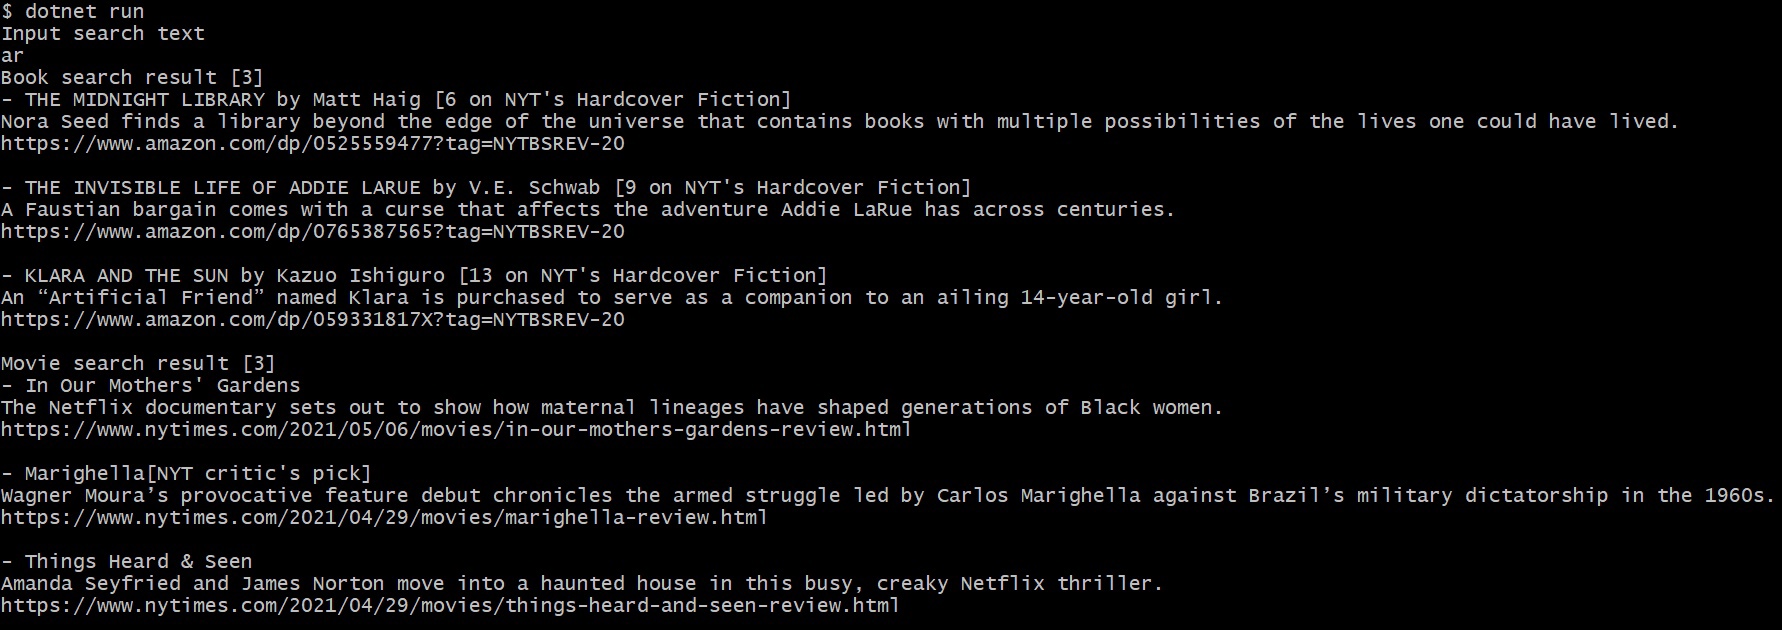 $ dotnet run
Input search text
ar
Book search result [3]
- THE MIDNIGHT LIBRARY by Matt Haig [6 on NYT's Hardcover Fiction]
Nora Seed finds a library beyond the edge of the universe that contains books with multiple possibilities of the lives one could have lived.
https://www.amazon.com/dp/0525559477?tag=NYTBSREV-20
- THE INVISIBLE LIFE OF ADDIE LARUE by V.E. Schwab [9 on NYT's Hardcover Fiction]
A Faustian bargain comes with a curse that affects the adventure Addie LaRue has across centuries.
https://www.amazon.com/dp/0765387565?tag=NYTBSREV-20
- KLARA AND THE SUN by Kazuo Ishiguro [13 on NYT's Hardcover Fiction]
An “Artificial Friend” named Klara is purchased to serve as a companion to an ailing 14-year-old girl.
https://www.amazon.com/dp/059331817X?tag=NYTBSREV-20
Movie search result [3]
- In Our Mothers' Gardens
The Netflix documentary sets out to show how maternal lineages have shaped generations of Black women.
https://www.nytimes.com/2021/05/06/movies/in-our-mothers-gardens-review.html
- Marighella[NYT critic's pick]
Wagner Moura’s provocative feature debut chronicles the armed struggle led by Carlos Marighella against Brazil’s military dictatorship in the 1960s.
https://www.nytimes.com/2021/04/29/movies/marighella-review.html
- Things Heard & Seen
Amanda Seyfried and James Norton move into a haunted house in this busy, creaky Netflix thriller.
https://www.nytimes.com/2021/04/29/movies/things-heard-and-seen-review.html